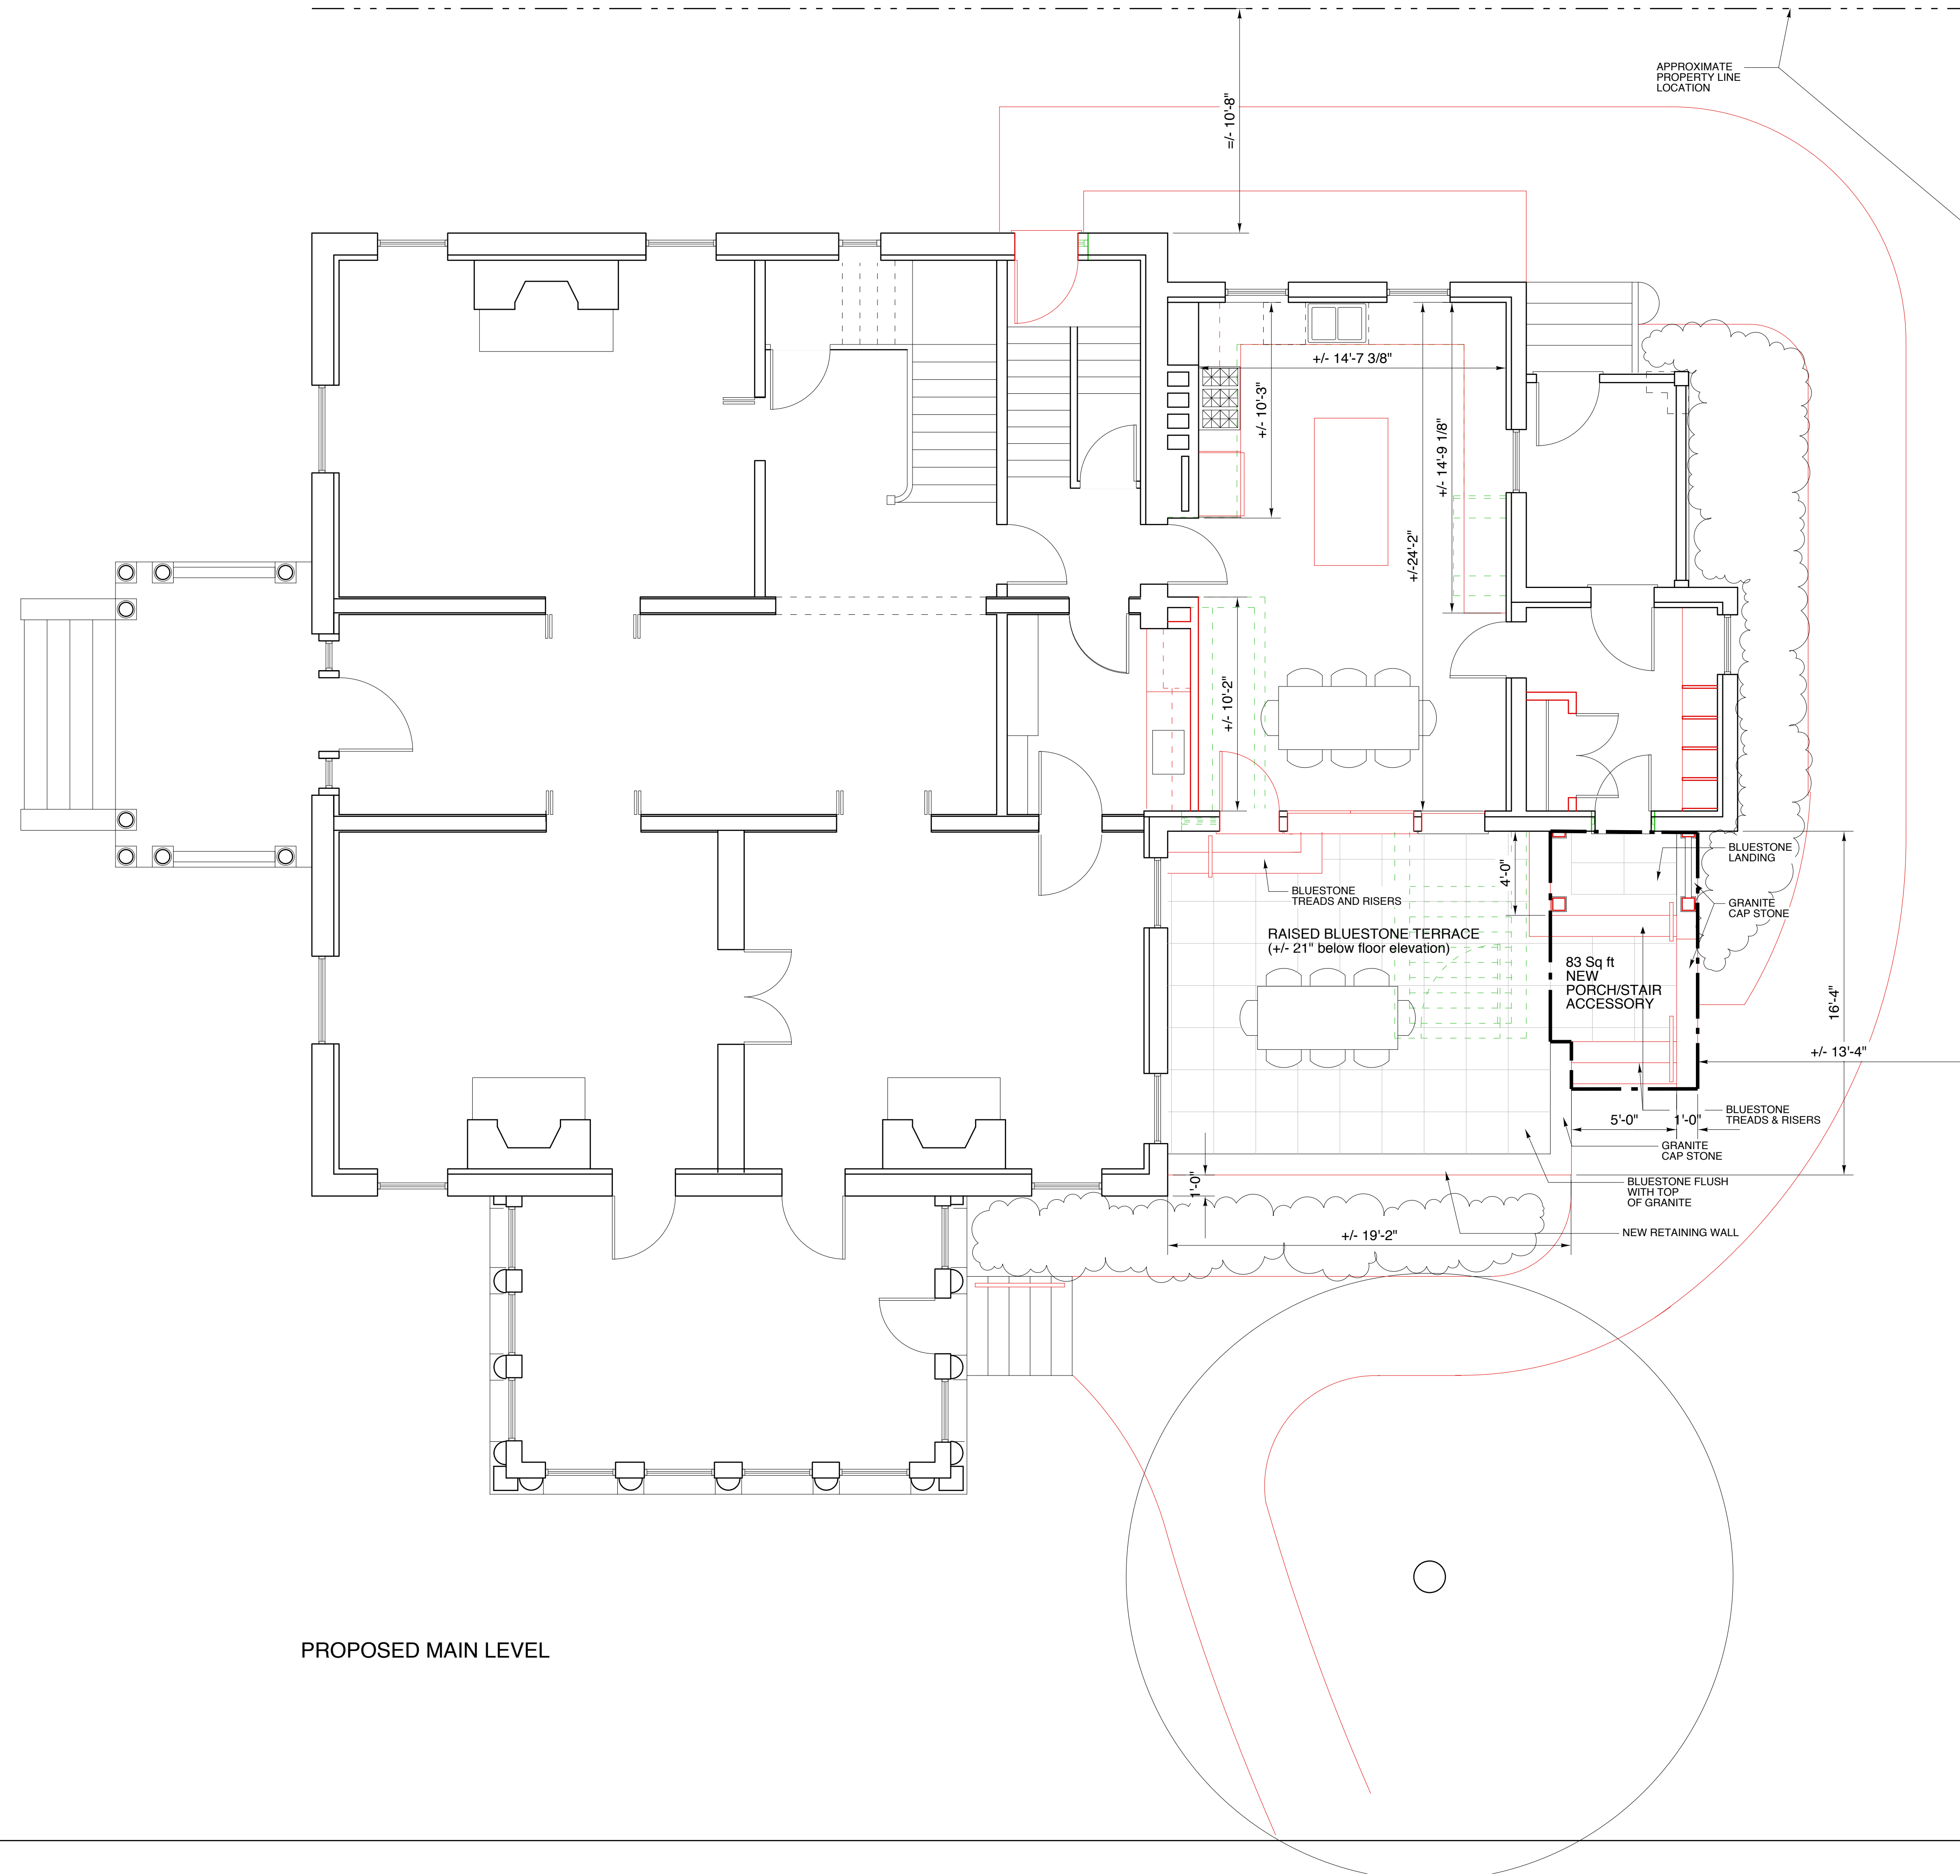 APPROXIMATE
PROPERTY LINE
LOCATION
=/- 10'-8"
+/- 14'-7 3/8"
+/- 10'-3"
+/- 14'-9 1/8"
+/-24'-2"
+/- 10'-2"
BLUESTONE
LANDING
4'-0"
BLUESTONE
TREADS AND RISERS
GRANITE
CAP STONE
RAISED BLUESTONE TERRACE
(+/- 21" below floor elevation)
83 Sq ft
NEW
PORCH/STAIR
ACCESSORY
16'-4"
+/- 13'-4"
BLUESTONE
TREADS & RISERS
5'-0"
1'-0"
GRANITE
CAP STONE
1'-0"
BLUESTONE FLUSH
WITH TOP
OF GRANITE
NEW RETAINING WALL
+/- 19'-2"
PROPOSED MAIN LEVEL